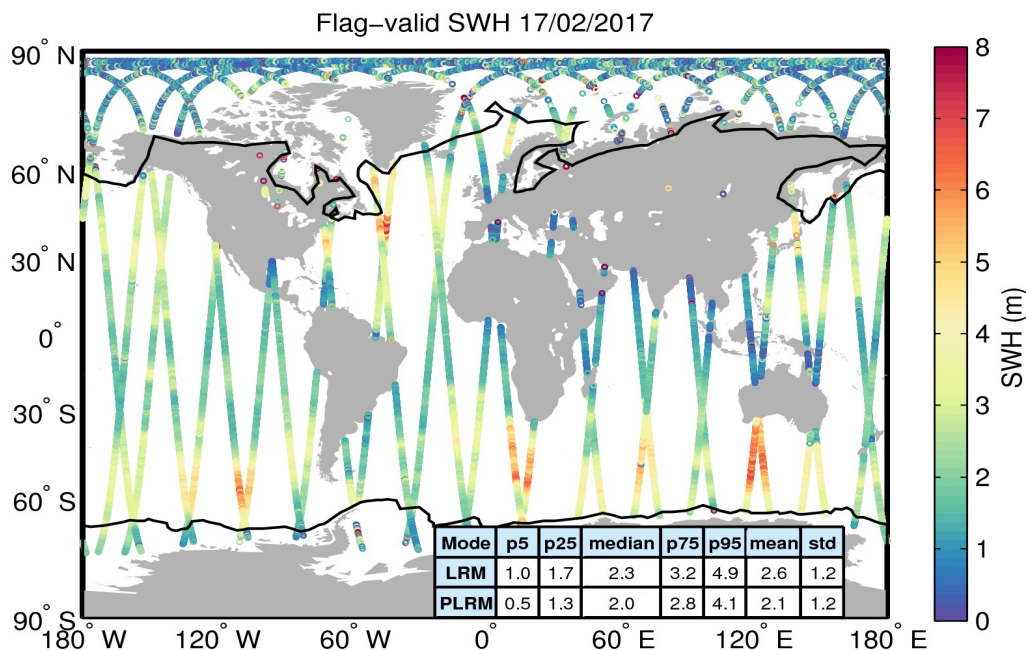 Flag−valid SWH 17/02/2017
90° N
60° N
30° N
0°
30° S
60° S
90° S
180° W
120° W
60° W
0°
60° E
120° E
180° E
Mode p5 p25 median p75 p95 mean std
LRM 1.0 1.7 2.3 3.2 4.9 2.6 1.2
PLRM 0.5 1.3 2.0 2.8 4.1 2.1 1.2
8
7
6
5
4
3
2
1
0
SWH (m)